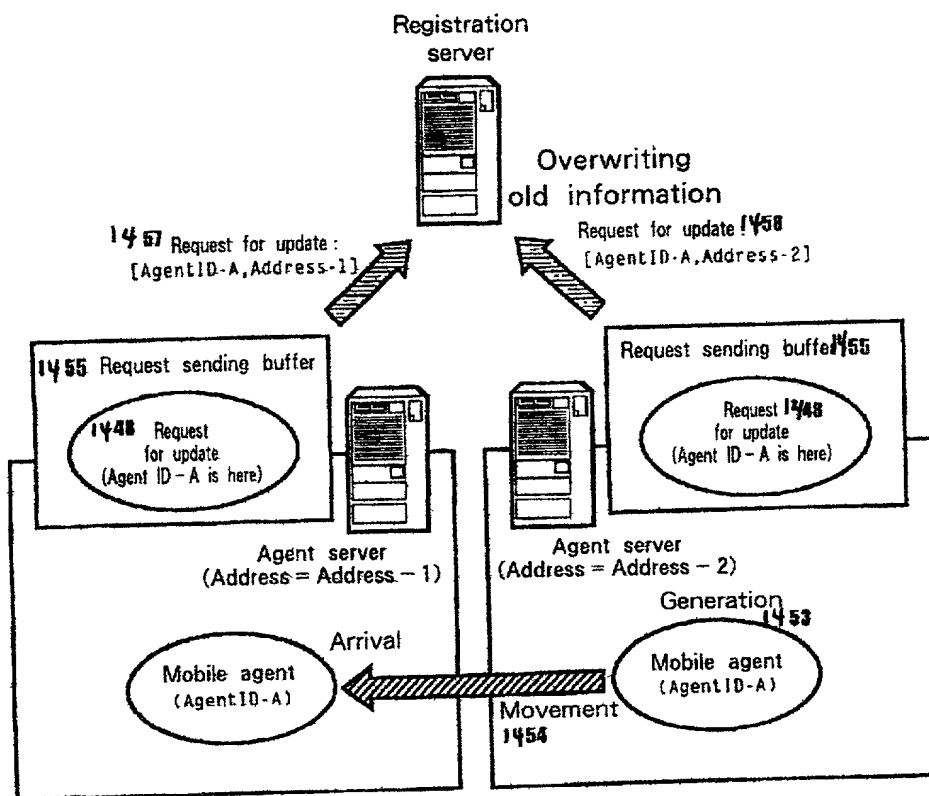 Registration
server
Overwriting
old information
1457 Request for update :
[AgentID-A,Address-1]
Request for update 1458
[AgentID-A,Address-2]
1455 Request sending buffer
1448 Request
for update
(Agent ID-A is here)
Request sending buffer 1455
Request 1248
for update
(Agent ID-A is here)
Agent server
(Address = Address - 1)
Agent server
(Address = Address - 2)
Generation
1453
Arrival
Mobile agent
(AgentID-A)
Mobile agent
(AgentID-A)
Movement
1454